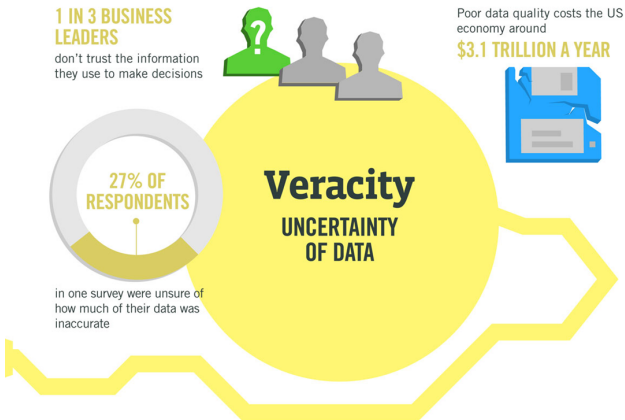 1 IN 3 BUSINESS
LEADERS
don't trust the information
they use to make decisions
?
Poor data quality costs the US
economy around
$3.1 TRILLION A YEAR
27% OF
RESPONDENTS
in one survey were unsure of
how much of their data was
inaccurate
Veracity
UNCERTAINTY
OF DATA